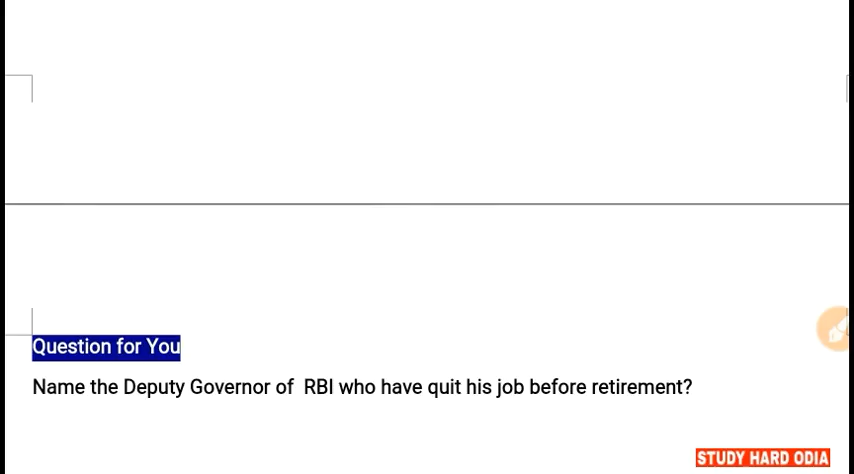 Question for You
Name the Deputy Governor of RBI who have quit his job before retirement?
STUDY HARD ODIA